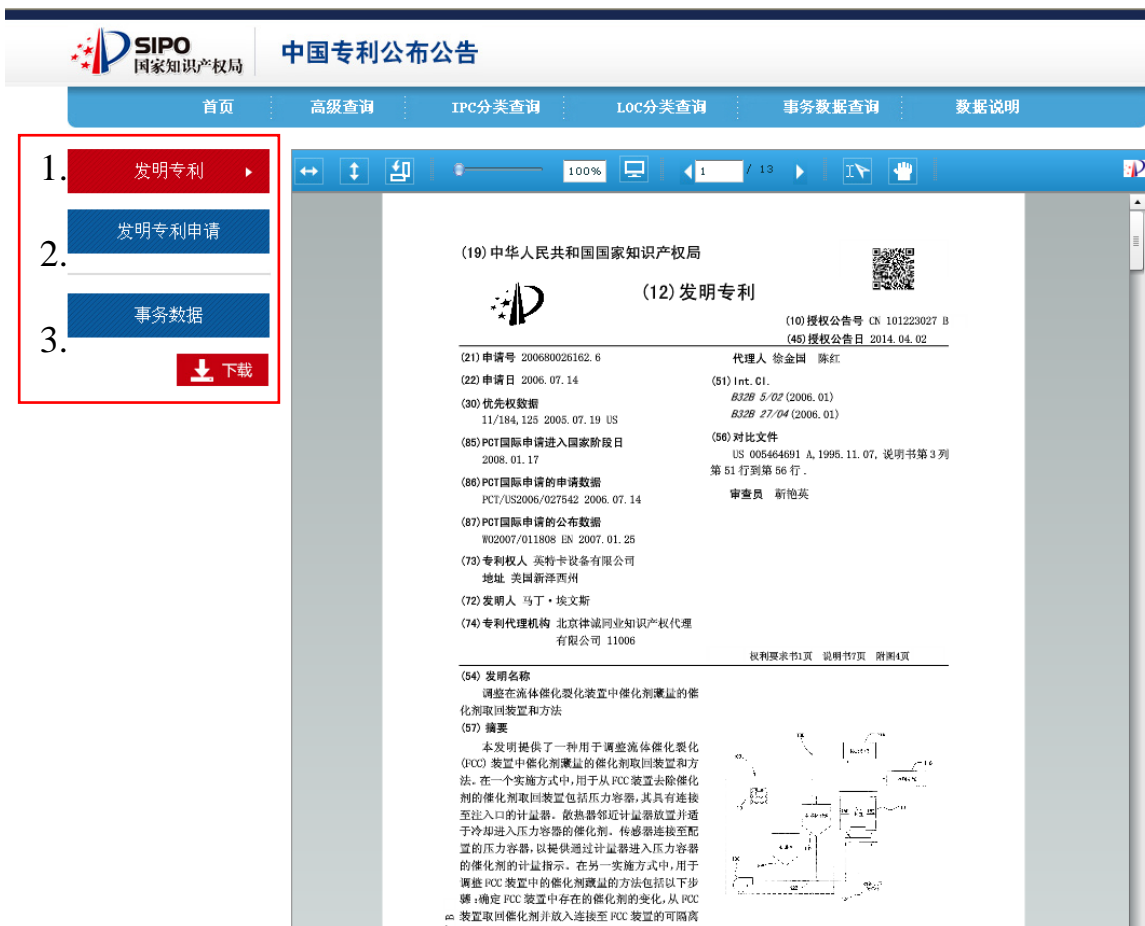 SIPO
国家知识产权局
中国专利公布公告
首页 高级查询 IPC分类查询 LOC分类查询 事务数据查询 数据说明
1. 发明专利
2. 发明专利申请
3. 事务数据
下载
100% 1 / 13
(19)中华人民共和国国家知识产权局
(12)发明专利
(10)授权公告号 CN 101223027 B
(45)授权公告日 2014.04.02
(21)申请号 200680026162.6
(22)申请日 2006.07.14
(30)优先权数据
11/184,125 2005.07.19 US
(85)PCT国际申请进入国家阶段日
2008.01.17
(86)PCT国际申请的申请数据
PCT/US2006/027542 2006.07.14
(87)PCT国际申请的公布数据
WO2007/011808 EN 2007.01.25
(73)专利权人 英特卡设备有限公司
地址 美国新泽西州
(72)发明人 马丁·埃文斯
(74)专利代理机构 北京律诚同业知识产权代理
有限公司 11006
代理人 徐金国 陈红
(51)Int.Cl.
B32B 5/02(2006.01)
B32B 27/04(2006.01)
(56)对比文件
US 005464691 A,1995.11.07,说明书第3列
第51行到第56行.
审查员 靳艳英
权利要求书1页 说明书7页 附图4页
(54)发明名称
调整在流体催化裂化装置中催化剂藏量的催
化剂取回装置和方法
(57)摘要
本发明提供了一种用于调整流体催化裂化
(FCC)装置中催化剂藏量的催化剂取回装置和方
法。在一个实施方式中,用于从FCC装置去除催化
剂的催化剂取回装置包括压力容器,其具有连接
至注入口的计量器。散热器邻近计量器放置并适
于冷却进入压力容器的催化剂。传感器连接至配
置的压力容器,以提供通过计量器进入压力容器
的催化剂的计量指示。在另一实施方式中,用于
调整FCC装置中的催化剂藏量的方法包括以下步
骤:确定FCC装置中存在的催化剂的变化,从FCC
装置取回催化剂并放入连接至FCC装置的可隔离